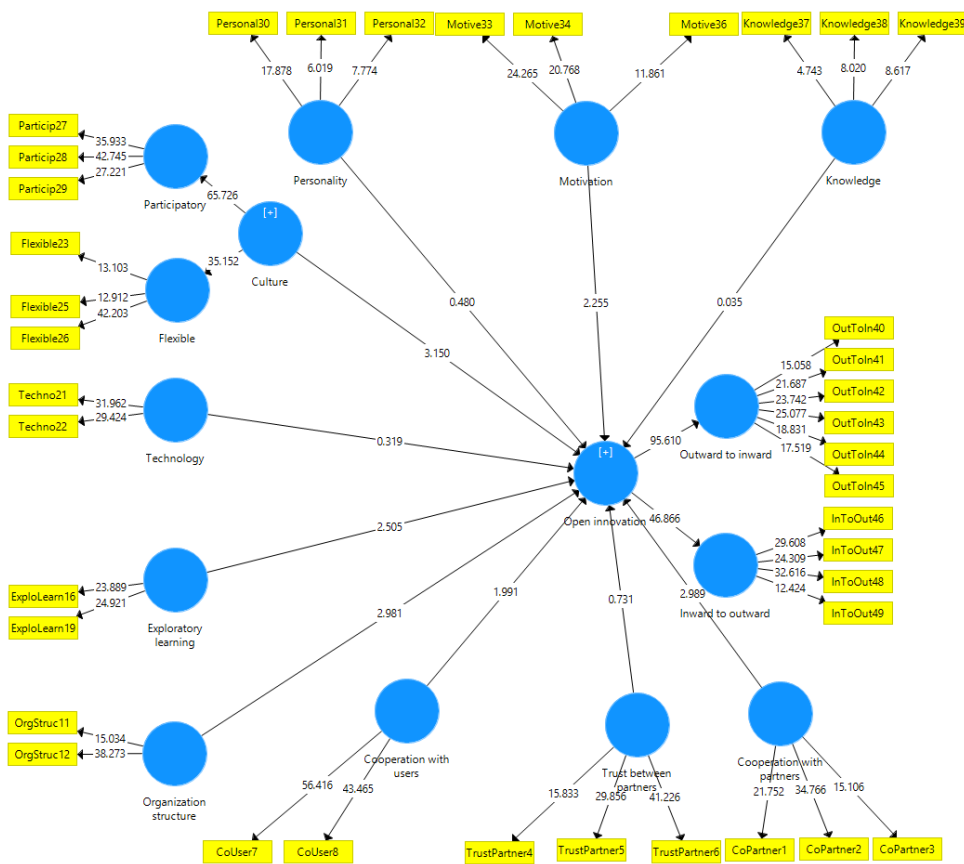 Personal30
Personal31
Personal32
Motive33
Motive34
Motive36
Knowledge37
Knowledge38
Knowledge39
17.878
6.019
7.774
24.265
20.768
11.861
4.743
8.020
8.617
Particip27
Particip28
Particip29
35.933
42.745
27.221
Participatory
65.726
Personality
Motivation
Knowledge
[+]
Culture
Flexible23
Flexible25
Flexible26
13.103
12.912
42.203
35.152
Flexible
0.480
2.255
0.035
3.150
Techno21
Techno22
31.962
29.424
Technology
0.319
OutToIn40
OutToIn41
OutToIn42
OutToIn43
OutToIn44
OutToIn45
15.058
21.687
23.742
25.077
18.831
17.519
Outward to inward
95.610
[+]
Open innovation
46.866
InToOut46
InToOut47
InToOut48
InToOut49
29.608
24.309
32.616
12.424
Inward to outward
ExploLearn16
ExploLearn19
23.889
24.921
Exploratory
learning
2.505
2.981
1.991
0.731
2.989
OrgStruc11
OrgStruc12
15.034
38.273
Organization
structure
Cooperation with
users
Trust between
partners
Cooperation with
partners
56.416
43.465
15.833
29.856
41.226
21.752
34.766
15.106
CoUser7
CoUser8
TrustPartner4
TrustPartner5
TrustPartner6
CoPartner1
CoPartner2
CoPartner3